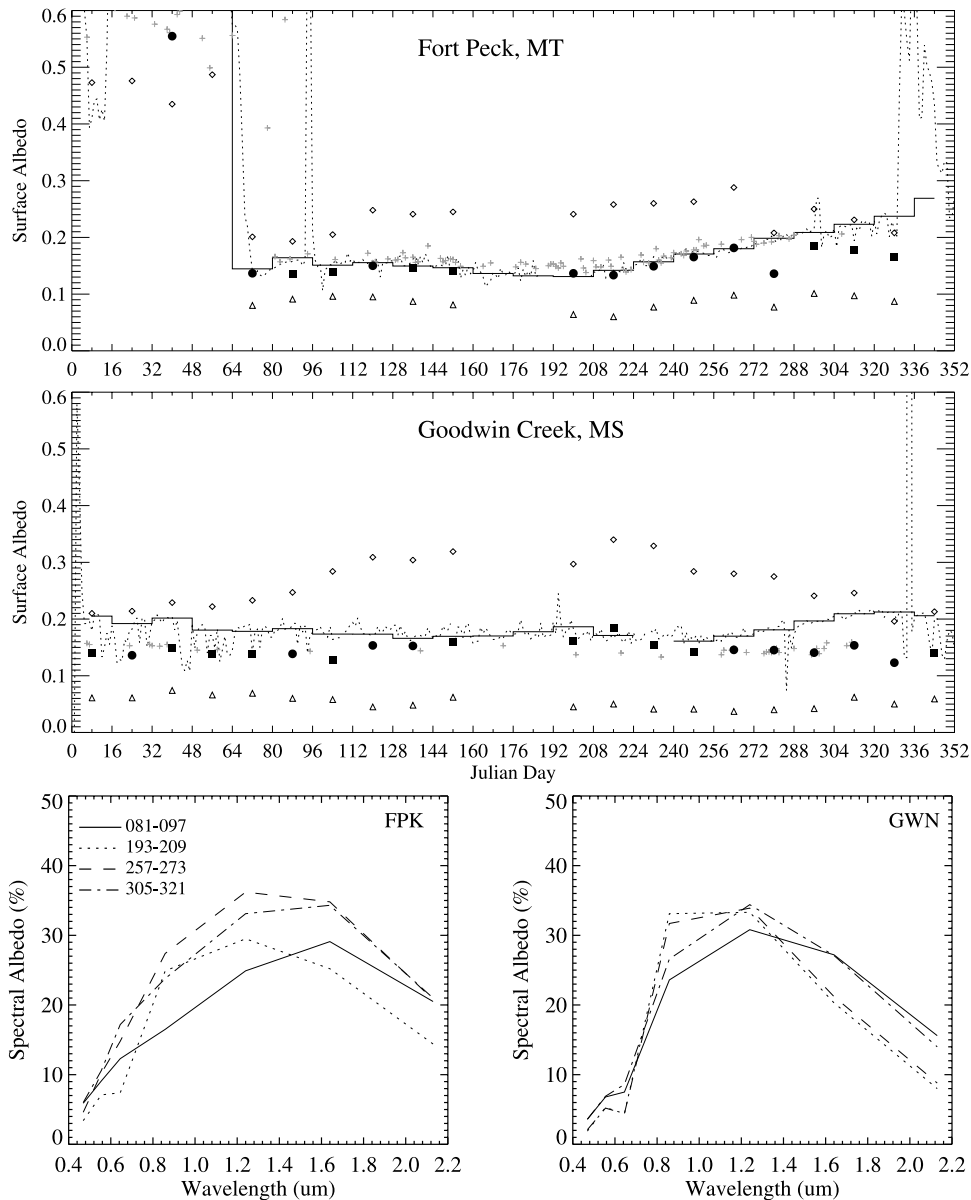 Fort Peck, MT
Surface Albedo
0.6
0.5
0.4
0.3
0.2
0.1
0.0
0 16 32 48 64 80 96 112 128 144 160 176 192 208 224 240 256 272 288 304 320 336 352
Goodwin Creek, MS
Surface Albedo
0.6
0.5
0.4
0.3
0.2
0.1
0.0
0 16 32 48 64 80 96 112 128 144 160 176 192 208 224 240 256 272 288 304 320 336 352
Julian Day
FPK
081-097
193-209
257-273
305-321
Spectral Albedo (%)
50
40
30
20
10
0
0.4 0.6 0.8 1.0 1.2 1.4 1.6 1.8 2.0 2.2
Wavelength (um)
GWN
Spectral Albedo (%)
50
40
30
20
10
0
0.4 0.6 0.8 1.0 1.2 1.4 1.6 1.8 2.0 2.2
Wavelength (um)